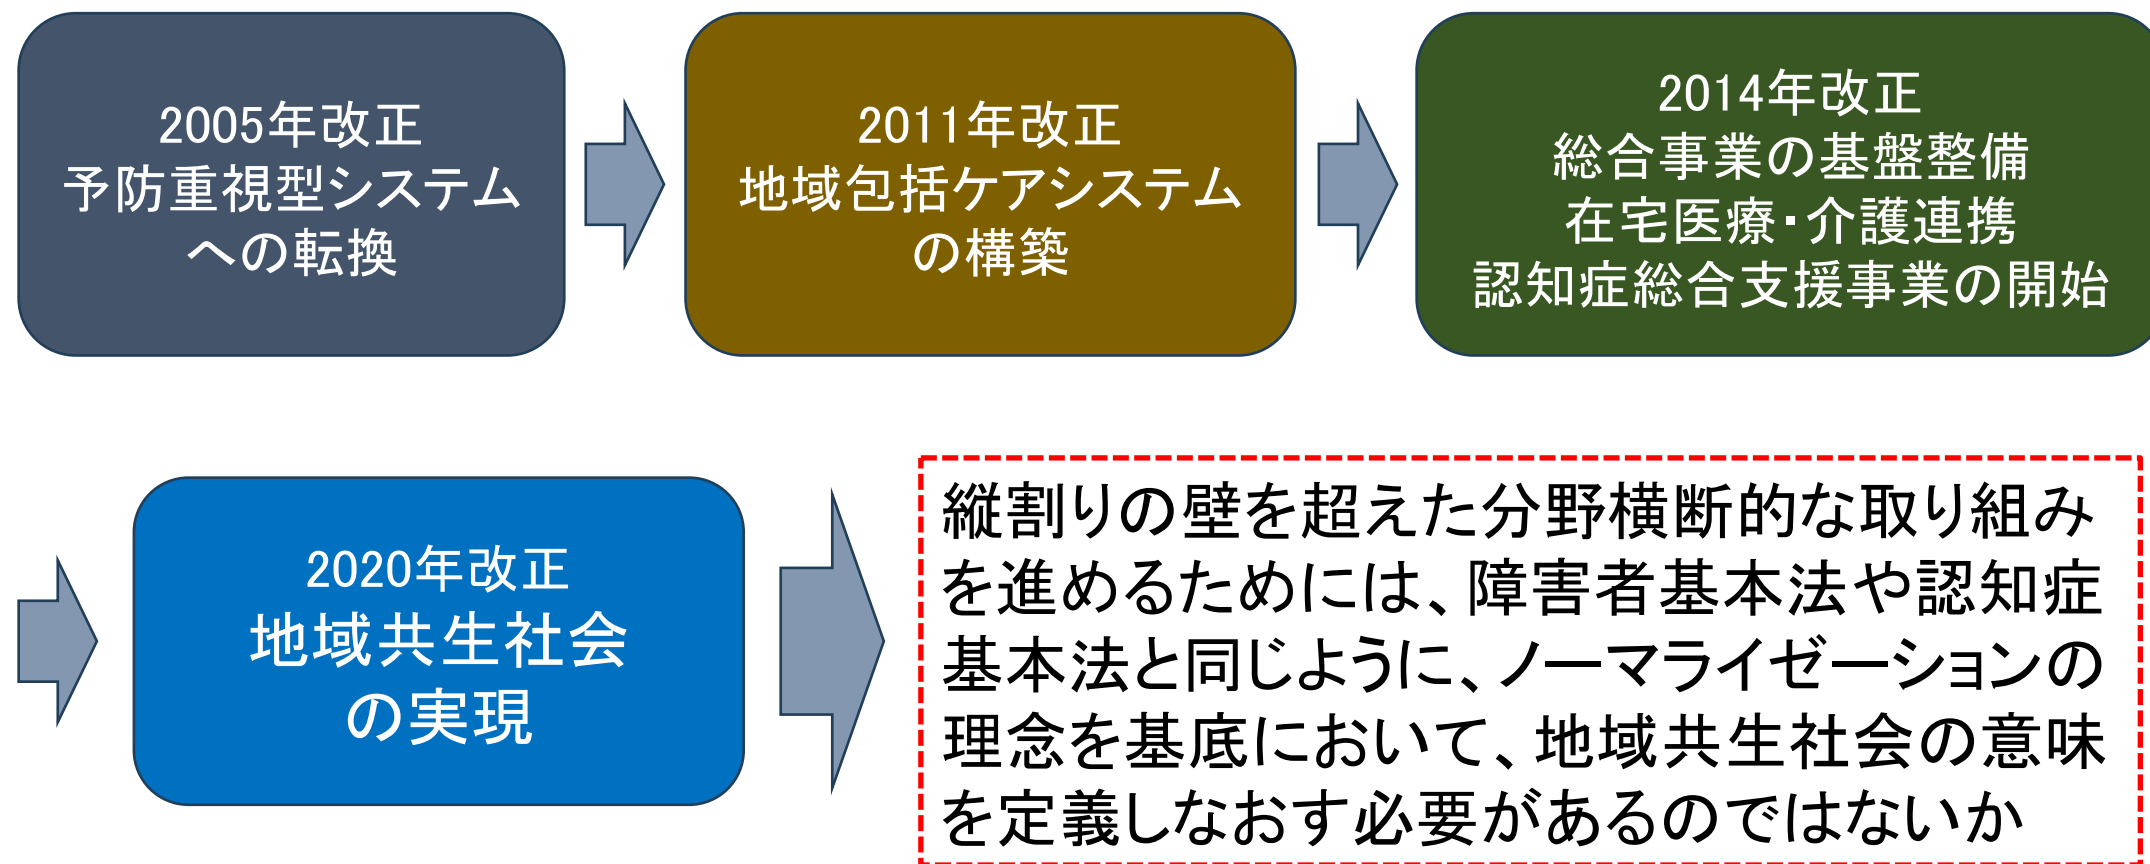 2005年改正
予防重視型システム
への転換
2011年改正
地域包括ケアシステム
の構築
2014年改正
総合事業の基盤整備
在宅医療・介護連携
認知症総合支援事業の開始
2020年改正
地域共生社会
の実現
縦割りの壁を超えた分野横断的な取り組み
を進めるためには、障害者基本法や認知症
基本法と同じように、ノーマライゼーションの
理念を基底において、地域共生社会の意味
を定義しなおす必要があるのではないか